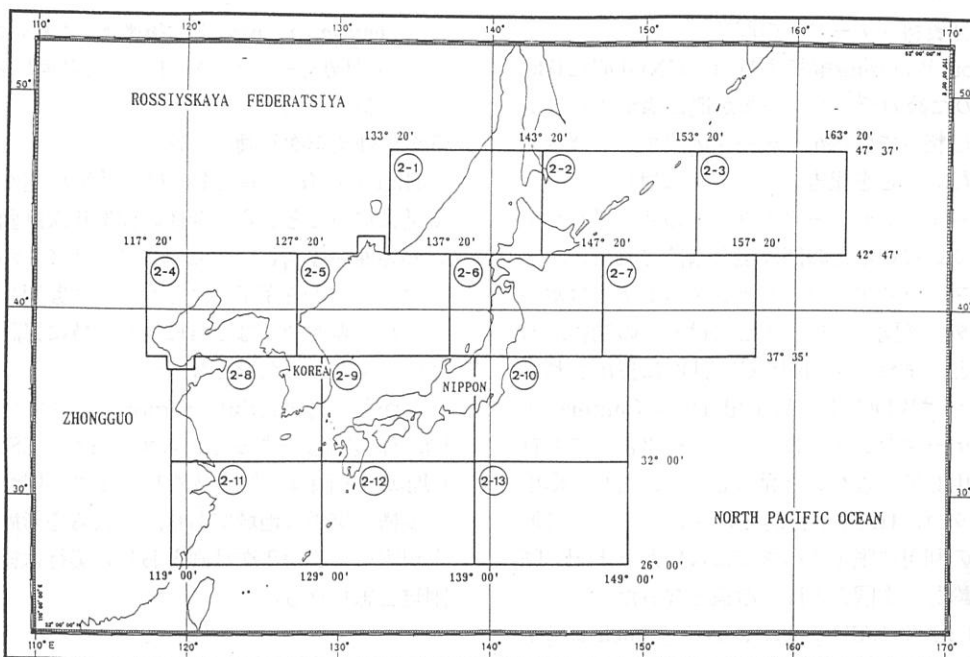 110° 120° 130° 140° 150° 160° 170°
50°
ROSSIYSKAYA FEDERATSIYA
50°
133° 20' 143° 20' 153° 20' 163° 20'
47° 37'
2-1 2-2 2-3
117° 20' 127° 20' 137° 20' 147° 20' 157° 20'
42° 47'
2-4 2-5 2-6 2-7
40°
40°
37° 35'
2-8 KOREA 2-9 NIPPON 2-10
ZHONGGUO
32° 00'
30°
2-11 2-12 2-13
30°
NORTH PACIFIC OCEAN
26° 00'
119° 00' 129° 00' 139° 00' 149° 00'
110° E 120° 130° 140° 150° 160° 170°